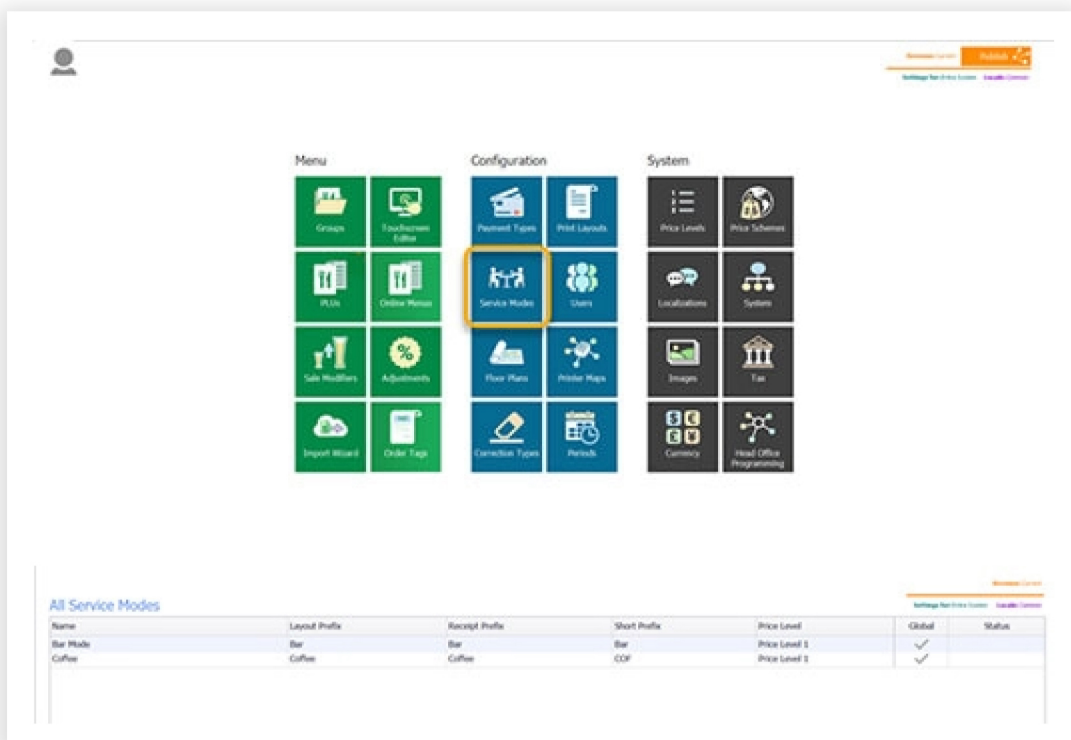 Publish
Menu Configuration System
Groups Touchscreen Editor Payment Types Print Layouts Price Levels Price Schemes
PLUs Online Menus Service Modes Users Localizations System
Sale Modifiers Adjustments Floor Plans Printer Maps Images Tax
Import Wizard Order Tags Correction Types Periods Currency Head Office Programming
All Service Modes
Name Layout Prefix Receipt Prefix Short Prefix Price Level Global Status
Bar Mode Bar Bar Bar Price Level 1
Coffee Coffee Coffee COF Price Level 1